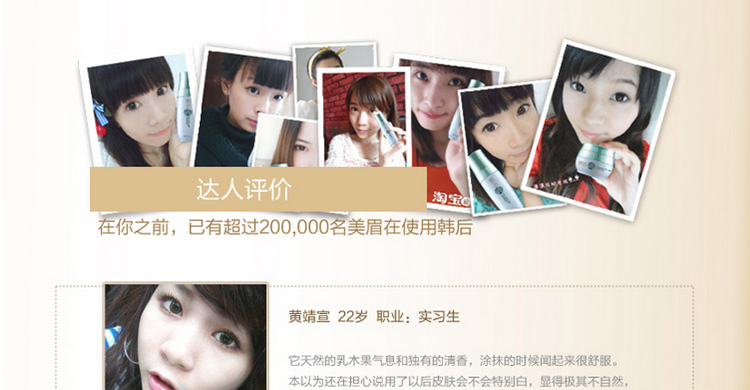 淘宝
达人评价
在你之前，已有超过200,000名美眉在使用韩后
黄靖宣 22岁 职业：实习生
它天然的乳木果气息和独有的清香，涂抹的时候闻起来很舒服。
本以为还在担心说用了以后皮肤会不会特别白，显得极其不自然，